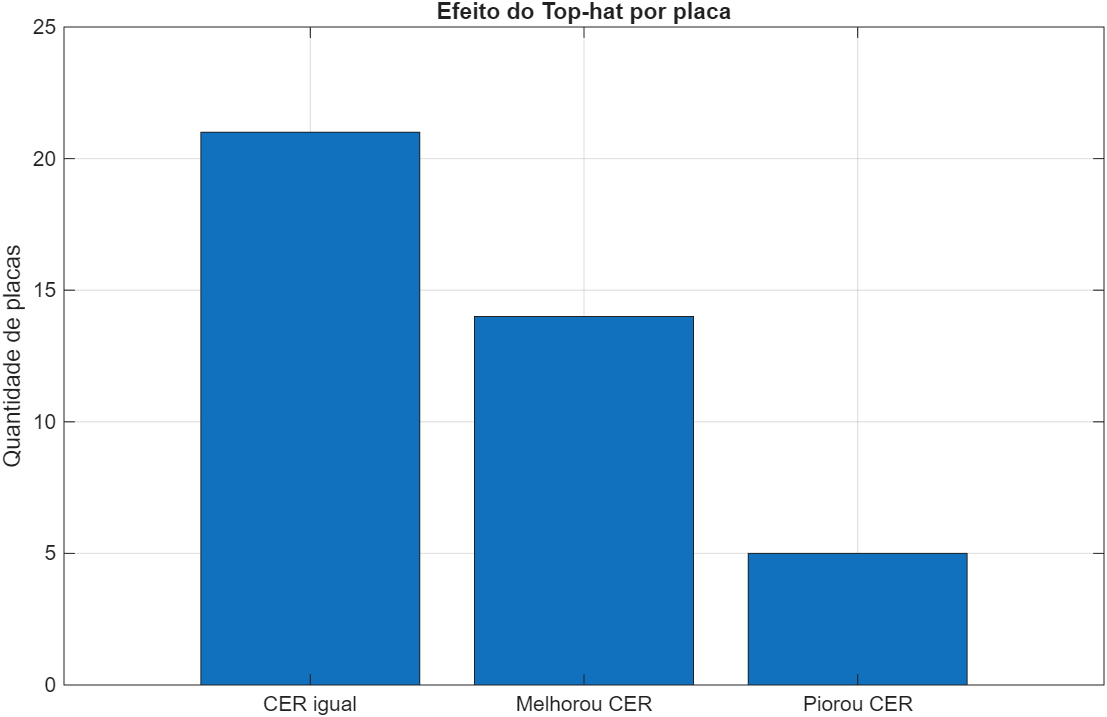 Efeito do Top-hat por placa
Quantidade de placas
25
20
15
10
5
0
CER igual
Melhorou CER
Piorou CER